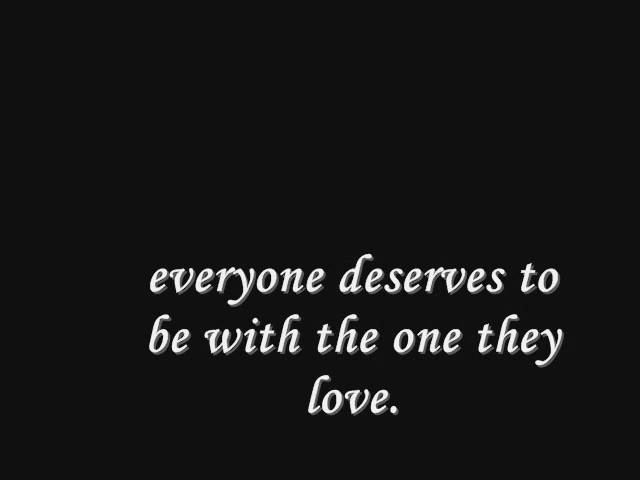 everyone deserves to
be with the one they
love.